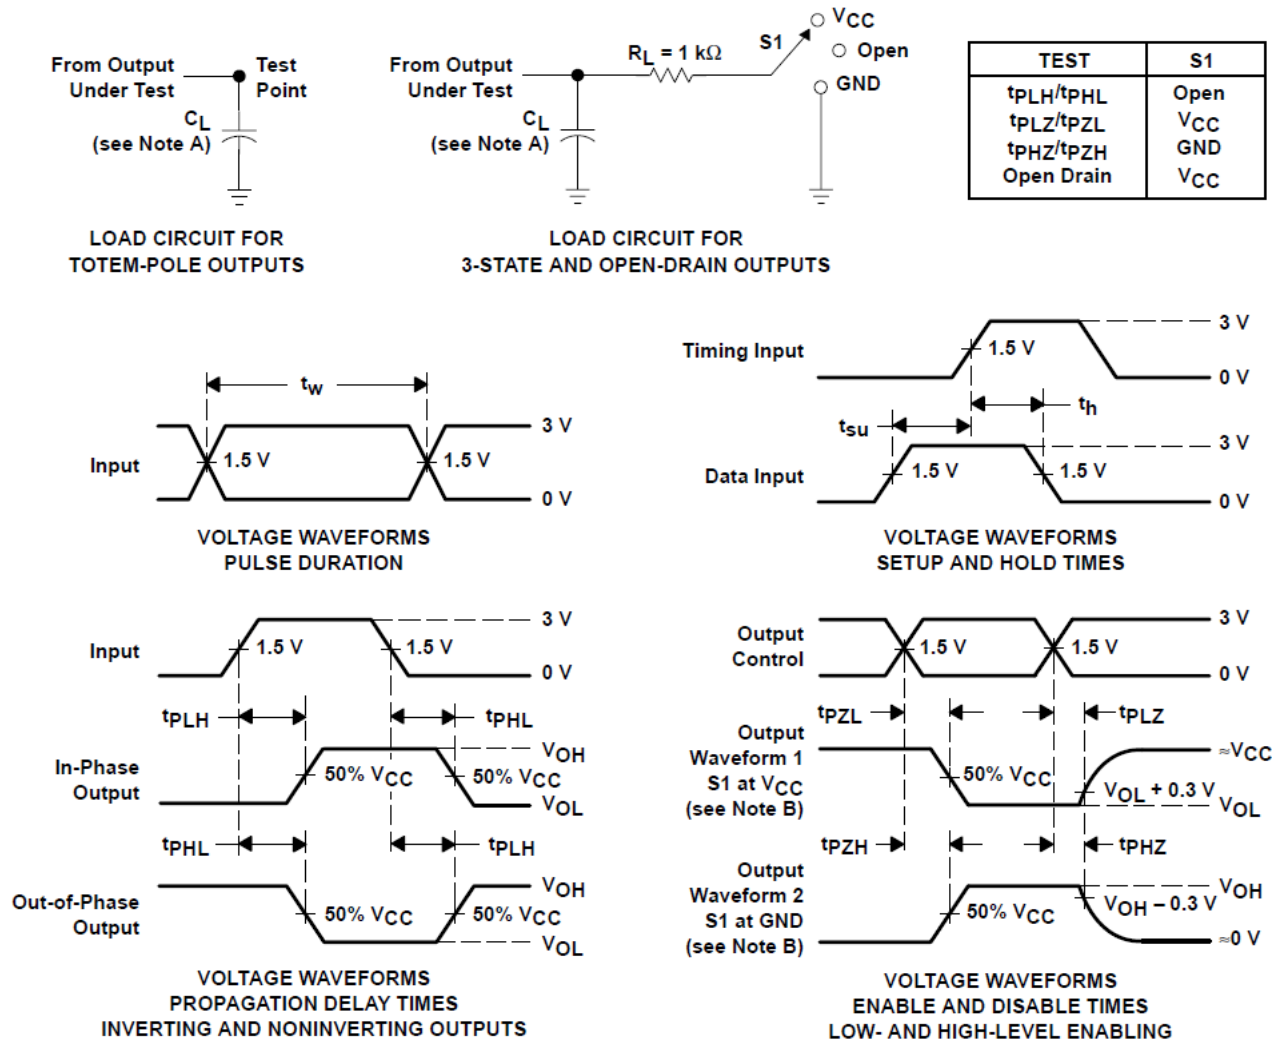 From Output
Under Test
Test
Point
CL
(see Note A)
LOAD CIRCUIT FOR
TOTEM-POLE OUTPUTS
From Output
Under Test
RL = 1 kΩ
S1
VCC
Open
GND
CL
(see Note A)
LOAD CIRCUIT FOR
3-STATE AND OPEN-DRAIN OUTPUTS
TEST S1
tPLH/tPHL Open
tPLZ/tPZL VCC
tPHZ/tPZH GND
Open Drain VCC
tw
Input
1.5 V
1.5 V
3 V
0 V
VOLTAGE WAVEFORMS
PULSE DURATION
Timing Input
1.5 V
3 V
0 V
th
tsu
Data Input
1.5 V
1.5 V
3 V
0 V
VOLTAGE WAVEFORMS
SETUP AND HOLD TIMES
Input
1.5 V
1.5 V
3 V
0 V
tPLH
tPHL
In-Phase
Output
50% VCC
50% VCC
VOH
VOL
tPHL
tPLH
Out-of-Phase
Output
50% VCC
50% VCC
VOH
VOL
VOLTAGE WAVEFORMS
PROPAGATION DELAY TIMES
INVERTING AND NONINVERTING OUTPUTS
Output
Control
1.5 V
1.5 V
3 V
0 V
tPZL
tPLZ
Output
Waveform 1
S1 at VCC
(see Note B)
50% VCC
VOL + 0.3 V
≈VCC
VOL
tPZH
tPHZ
Output
Waveform 2
S1 at GND
(see Note B)
50% VCC
VOH – 0.3 V
VOH
≈0 V
VOLTAGE WAVEFORMS
ENABLE AND DISABLE TIMES
LOW- AND HIGH-LEVEL ENABLING